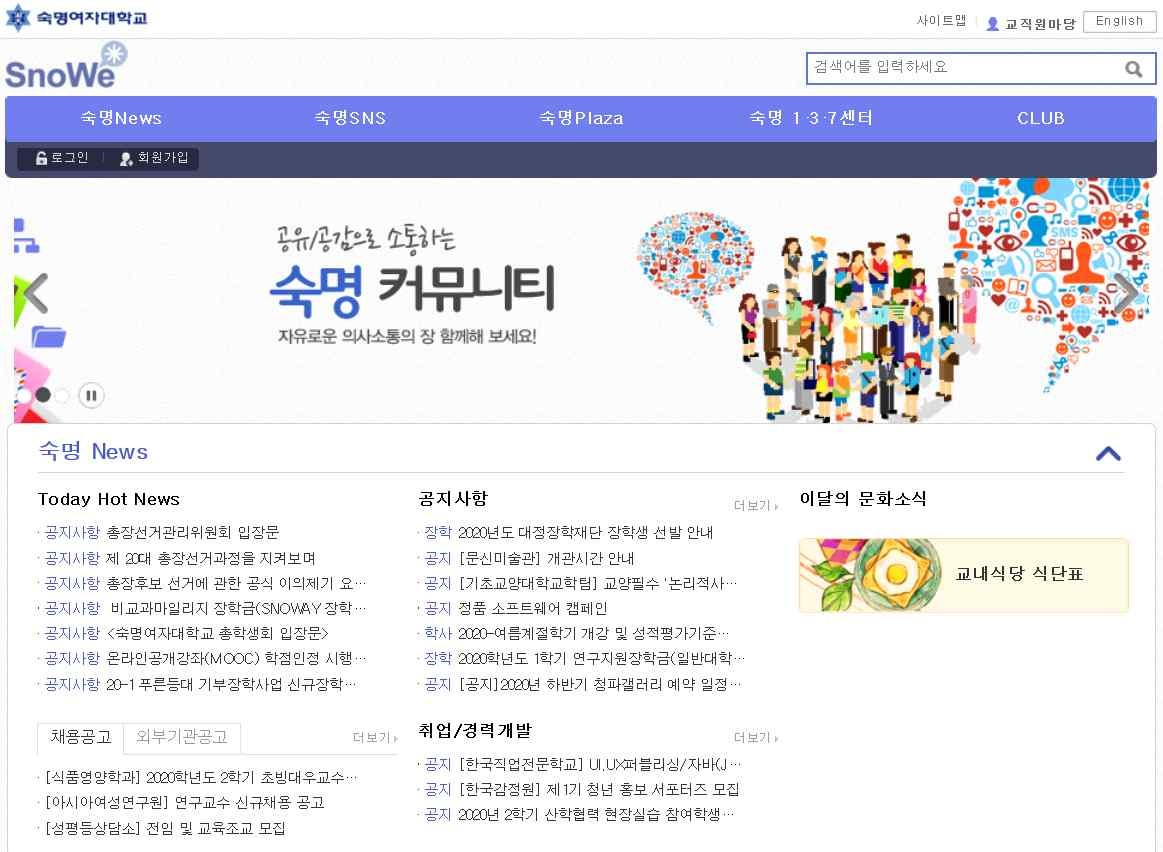 숙명여자대학교
사이트맵
교직원마당
English
SnoWe
검색어를 입력하세요
숙명News
숙명SNS
숙명Plaza
숙명 1·3·7센터
CLUB
로그인
회원가입
공유/공감으로 소통하는
숙명 커뮤니티
자유로운 의사소통의 장 함께해 보세요!
SMS
숙명 News
Today Hot News
· 공지사항 총장선거관리위원회 입장문
· 공지사항 제 20대 총장선거과정을 지켜보며
· 공지사항 총장후보 선거에 관한 공식 이의제기 요…
· 공지사항 비교과마일리지 장학금(SNOWAY 장학…
· 공지사항 <숙명여자대학교 총학생회 입장문>
· 공지사항 온라인공개강좌(MOOC) 학점인정 시행…
· 공지사항 20-1 푸른등대 기부장학사업 신규장학…
공지사항
더보기
· 장학 2020년도 대정장학재단 장학생 선발 안내
· 공지 [문신미술관] 개관시간 안내
· 공지 [기초교양대학교학팀] 교양필수 '논리적사…
· 공지 정품 소프트웨어 캠페인
· 학사 2020-여름계절학기 개강 및 성적평가기준…
· 장학 2020학년도 1학기 연구지원장학금(일반대학…
· 공지 [공지]2020년 하반기 청파갤러리 예약 일정…
이달의 문화소식
교내식당 식단표
채용공고
외부기관공고
더보기
· [식품영양학과] 2020학년도 2학기 초빙대우교수…
· [아시아여성연구원] 연구교수 신규채용 공고
· [성평등상담소] 전임 및 교육조교 모집
취업/경력개발
더보기
· 공지 [한국직업전문학교] UI,UX퍼블리싱/자바(J…
· 공지 [한국감정원] 제1기 청년 홍보 서포터즈 모집
· 공지 2020년 2학기 산학협력 현장실습 참여학생…